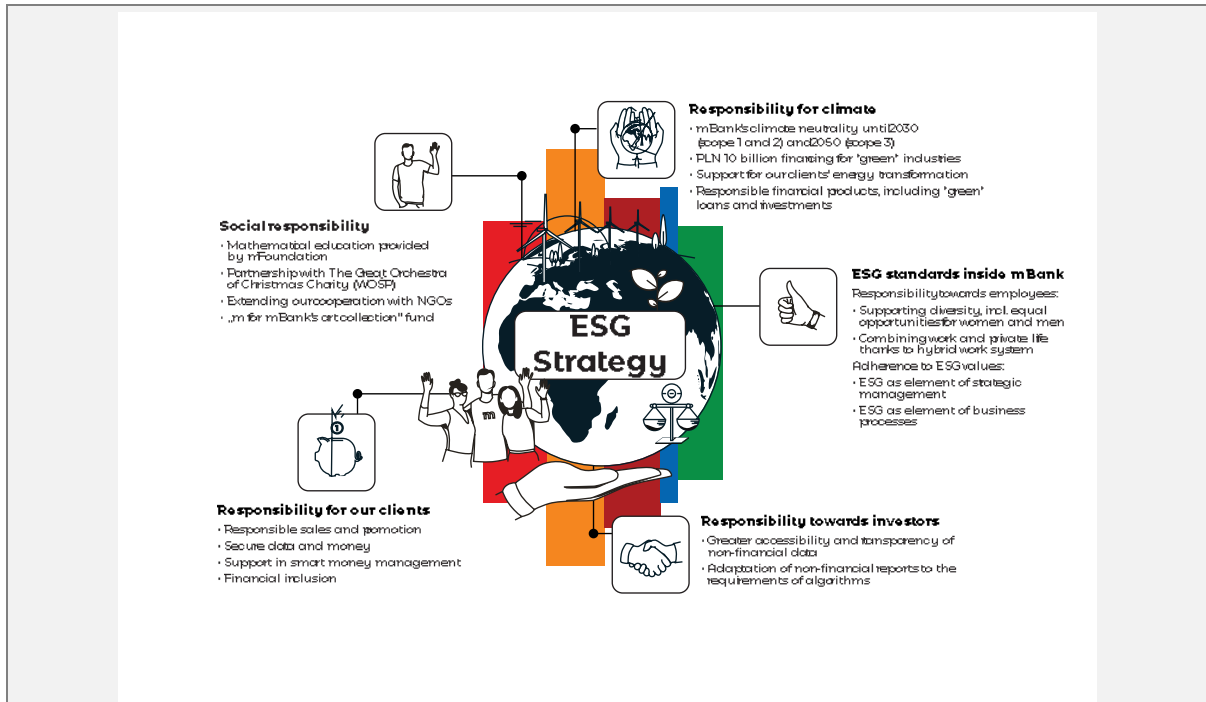 Responsibility for climate
· mBank's climate neutrality until 2030
(scope 1 and 2) and 2050 (scope 3)
· PLN 10 billion financing for "green" industries
· Support for our clients' energy transformation
· Responsible financial products, including "green"
loans and investments
Social responsibility
· Mathematical education provided
by mFoundation
· Partnership with The Great Orchestra
of Christmas Charity (WOŚP)
· Extending our cooperation with NGOs
· „m for mBank's art collection" fund
ESG standards inside mBank
Responsibility towards employees:
· Supporting diversity, incl. equal
opportunities for women and men
· Combining work and private life
thanks to hybrid work system
Adherence to ESG values:
· ESG as element of strategic
management
· ESG as element of business
processes
ESG
Strategy
m
1
Responsibility for our clients
· Responsible sales and promotion
· Secure data and money
· Support in smart money management
· Financial inclusion
Responsibility towards investors
· Greater accessibility and transparency of
non-financial data
· Adaptation of non-financial reports to the
requirements of algorithms